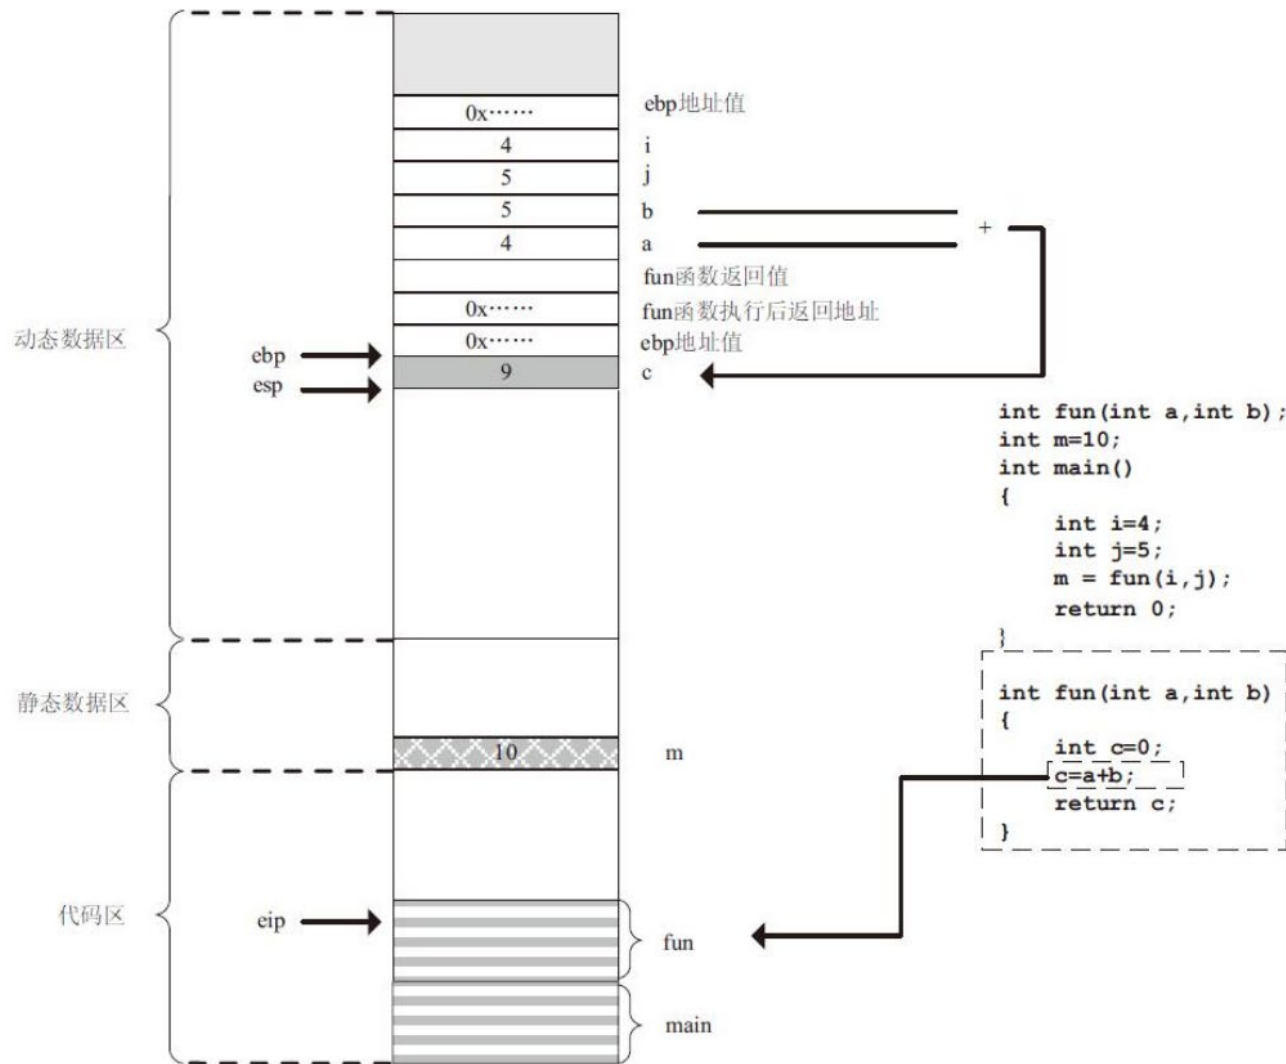 0x⋯⋯ ebp地址值
4 i
5 j
5 b
4 a
+
fun函数返回值
0x⋯⋯ fun函数执行后返回地址
0x⋯⋯ ebp地址值
动态数据区
ebp
9 c
esp
int fun(int a,int b);
int m=10;
int main()
{
int i=4;
int j=5;
m = fun(i,j);
return 0;
}
静态数据区
10 m
int fun(int a,int b)
{
int c=0;
c=a+b;
return c;
}
代码区
eip
fun
main